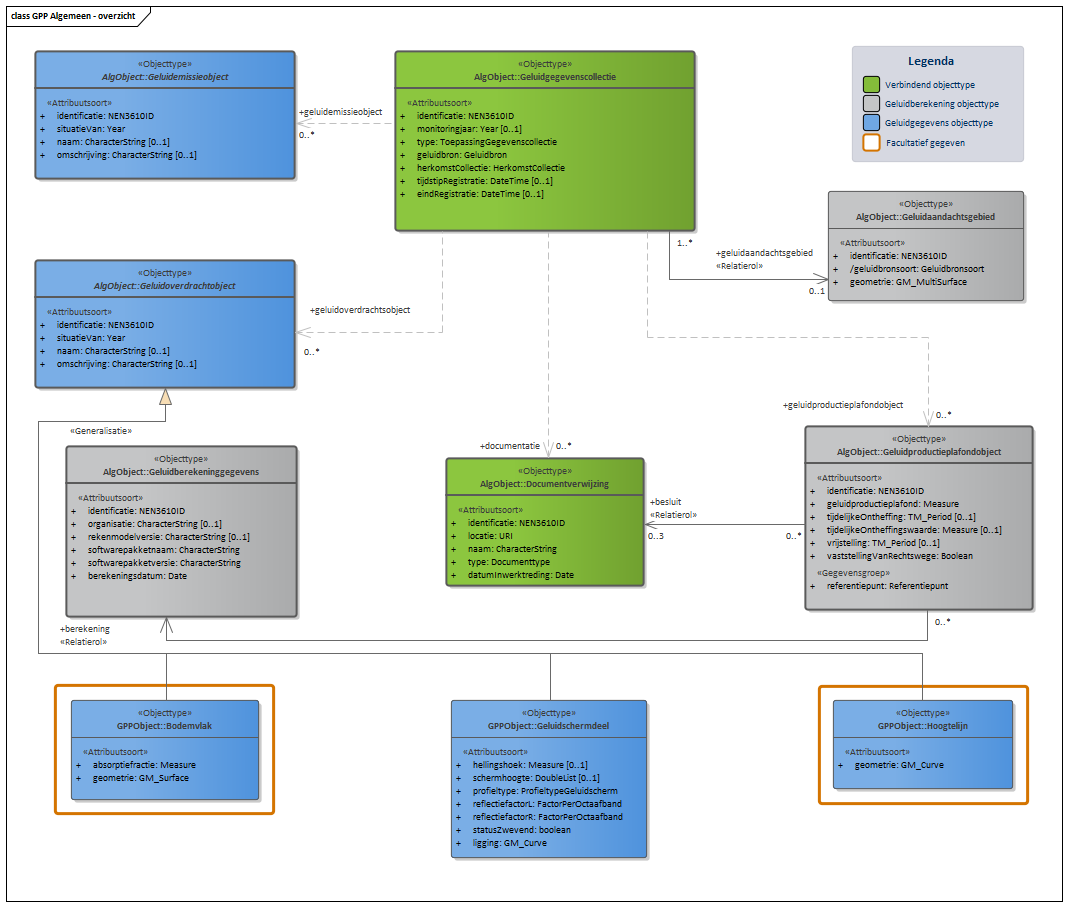 class GPP Algemeen - overzicht
«Objecttype»
AlgObject::Geluidemissieobject
«Attribuutsoort»
+ identificatie: NEN3610ID
+ situatieVan: Year
+ naam: CharacterString [0..1]
+ omschrijving: CharacterString [0..1]
+geluidemissieobject
0..*
«Objecttype»
AlgObject::Geluidgegevenscollectie
«Attribuutsoort»
+ identificatie: NEN3610ID
+ monitoringjaar: Year [0..1]
+ type: ToepassingGegevenscollectie
+ geluidbron: Geluidbron
+ herkomstCollectie: HerkomstCollectie
+ tijdstipRegistratie: DateTime [0..1]
+ eindRegistratie: DateTime [0..1]
Legenda
Verbindend objecttype
Geluidberekening objecttype
Geluidgegevens objecttype
Facultatief gegeven
«Objecttype»
AlgObject::Geluidaandachtsgebied
«Attribuutsoort»
+ identificatie: NEN3610ID
+ /geluidbronsoort: Geluidbronsoort
+ geometrie: GM_MultiSurface
1..*
+geluidaandachtsgebied
«Relatierol»
0..1
«Objecttype»
AlgObject::Geluidoverdrachtobject
«Attribuutsoort»
+ identificatie: NEN3610ID
+ situatieVan: Year
+ naam: CharacterString [0..1]
+ omschrijving: CharacterString [0..1]
+geluidoverdrachtsobject
0..*
«Generalisatie»
+documentatie
0..*
+geluidproductieplafondobject
0..*
«Objecttype»
AlgObject::Geluidberekeninggegevens
«Attribuutsoort»
+ identificatie: NEN3610ID
+ organisatie: CharacterString [0..1]
+ rekenmodelversie: CharacterString [0..1]
+ softwarepakketnaam: CharacterString
+ softwarepakketversie: CharacterString
+ berekeningsdatum: Date
«Objecttype»
AlgObject::Documentverwijzing
«Attribuutsoort»
+ identificatie: NEN3610ID
+ locatie: URI
+ naam: CharacterString
+ type: Documenttype
+ datumInwerktreding: Date
+besluit
«Relatierol»
0..3
0..*
«Objecttype»
AlgObject::Geluidproductieplafondobject
«Attribuutsoort»
+ identificatie: NEN3610ID
+ geluidproductieplafond: Measure
+ tijdelijkeOntheffing: TM_Period [0..1]
+ tijdelijkeOntheffingswaarde: Measure [0..1]
+ vrijstelling: TM_Period [0..1]
+ vaststellingVanRechtswege: Boolean
«Gegevensgroep»
+ referentiepunt: Referentiepunt
0..*
+berekening
«Relatierol»
«Objecttype»
GPPObject::Bodemvlak
«Attribuutsoort»
+ absorptiefractie: Measure
+ geometrie: GM_Surface
«Objecttype»
GPPObject::Geluidschermdeel
«Attribuutsoort»
+ hellingshoek: Measure [0..1]
+ schermhoogte: DoubleList [0..1]
+ profieltype: ProfieltypeGeluidscherm
+ reflectiefactorL: FactorPerOctaafband
+ reflectiefactorR: FactorPerOctaafband
+ statusZwevend: boolean
+ ligging: GM_Curve
«Objecttype»
GPPObject::Hoogtelijn
«Attribuutsoort»
+ geometrie: GM_Curve